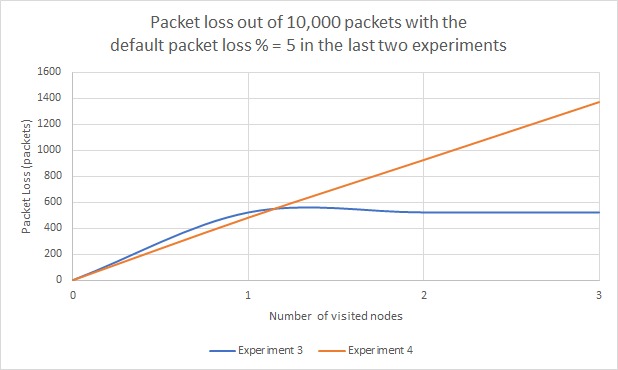 Packet loss out of 10,000 packets with the
default packet loss % = 5 in the last two experiments
1600
1400
1200
1000
800
600
400
200
0
Packet Loss (packets)
0 1 2 3
Number of visited nodes
Experiment 3 Experiment 4